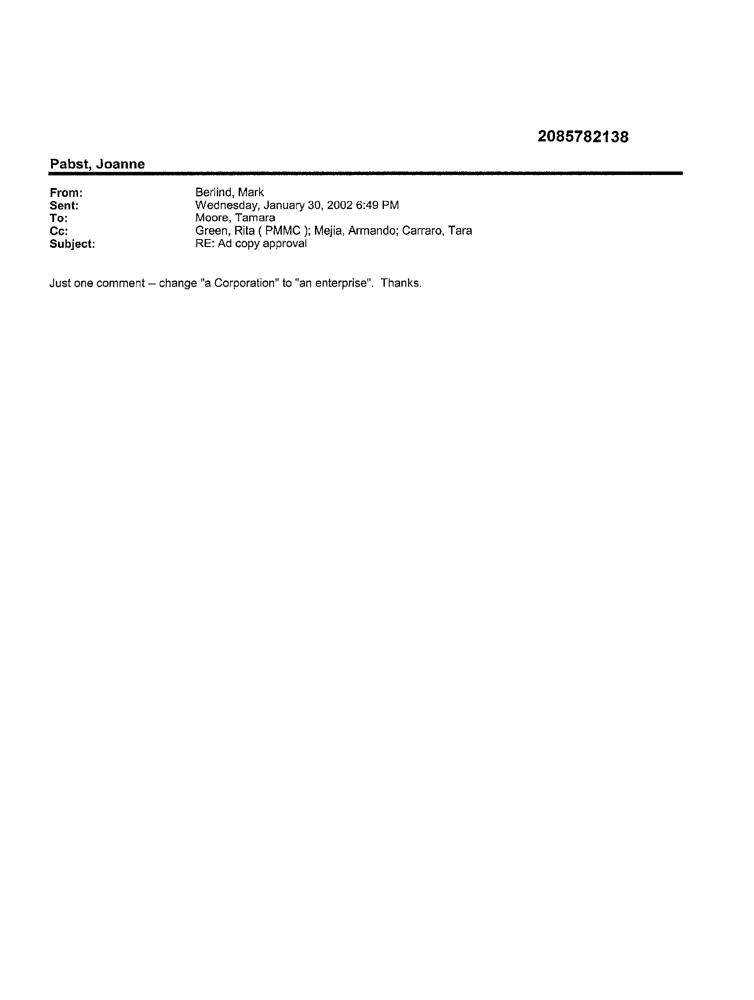 2085782138
Pabst, Joanne
From: Berlind, Mark
Sent: Wednesday, January 30, 2002 6:49 PM
To: Moore, Tamara
Cc: Green, Rita ( PMMC ); Mejia, Armando; Carraro, Tara
Subject: RE: Ad copy approval
Just one comment -- change "a Corporation" to "an enterprise".  Thanks.